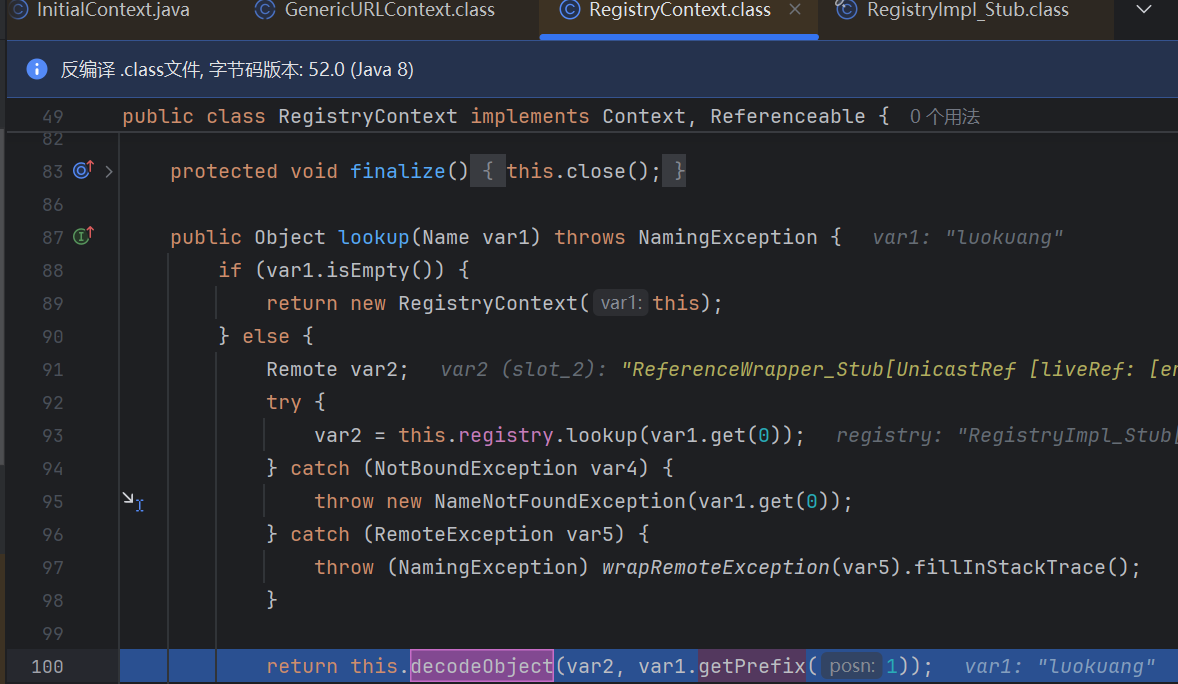 InitialContext.java GenericURLContext.class RegistryContext.class RegistryImpl_Stub.class
反编译 .class文件, 字节码版本: 52.0 (Java 8)
49 public class RegistryContext implements Context, Referenceable { 0 个用法
82
83 protected void finalize() { this.close(); }
86
87 public Object lookup(Name var1) throws NamingException { var1: "luokuang"
88 if (var1.isEmpty()) {
89 return new RegistryContext( var1: this);
90 } else {
91 Remote var2; var2 (slot_2): "ReferenceWrapper_Stub[UnicastRef [liveRef: [en
92 try {
93 var2 = this.registry.lookup(var1.get(0)); registry: "RegistryImpl_Stub[
94 } catch (NotBoundException var4) {
95 throw new NameNotFoundException(var1.get(0));
96 } catch (RemoteException var5) {
97 throw (NamingException) wrapRemoteException(var5).fillInStackTrace();
98 }
99
100 return this.decodeObject(var2, var1.getPrefix( posn: 1)); var1: "luokuang"